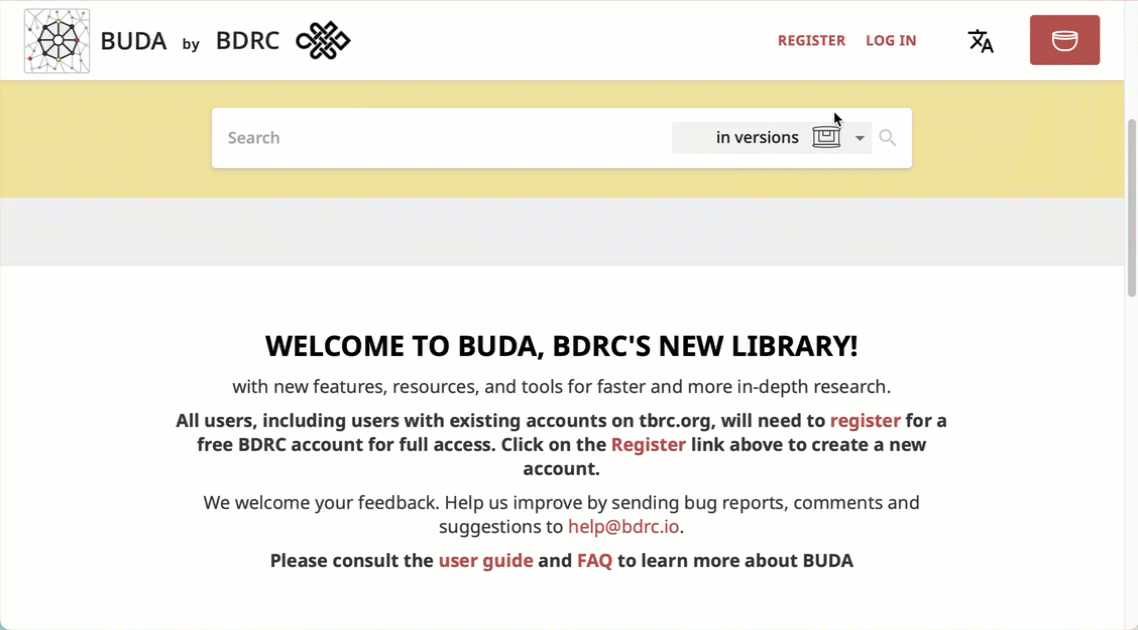 BUDA by BDRC
REGISTER LOG IN
Search in versions
WELCOME TO BUDA, BDRC'S NEW LIBRARY!
with new features, resources, and tools for faster and more in-depth research.
All users, including users with existing accounts on tbrc.org, will need to register for a
free BDRC account for full access. Click on the Register link above to create a new
account.
We welcome your feedback. Help us improve by sending bug reports, comments and
suggestions to help@bdrc.io.
Please consult the user guide and FAQ to learn more about BUDA